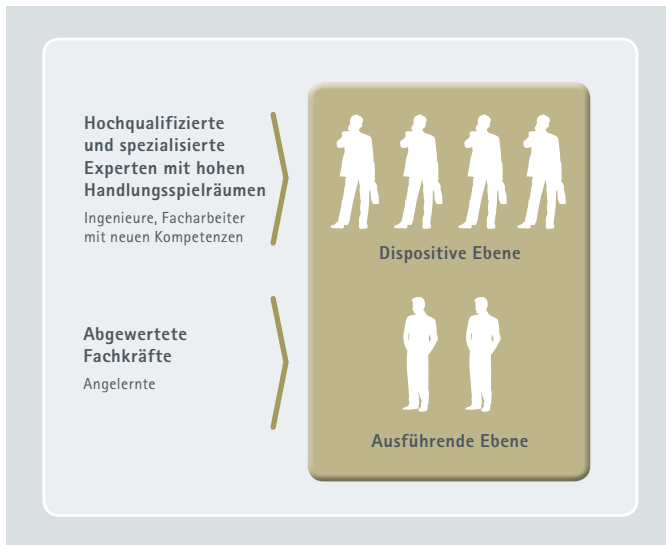 Hochqualifizierte
und spezialisierte
Experten mit hohen
Handlungsspielräumen
Ingenieure, Facharbeiter
mit neuen Kompetenzen
Dispositive Ebene
Abgewertete
Fachkräfte
Angelernte
Ausführende Ebene